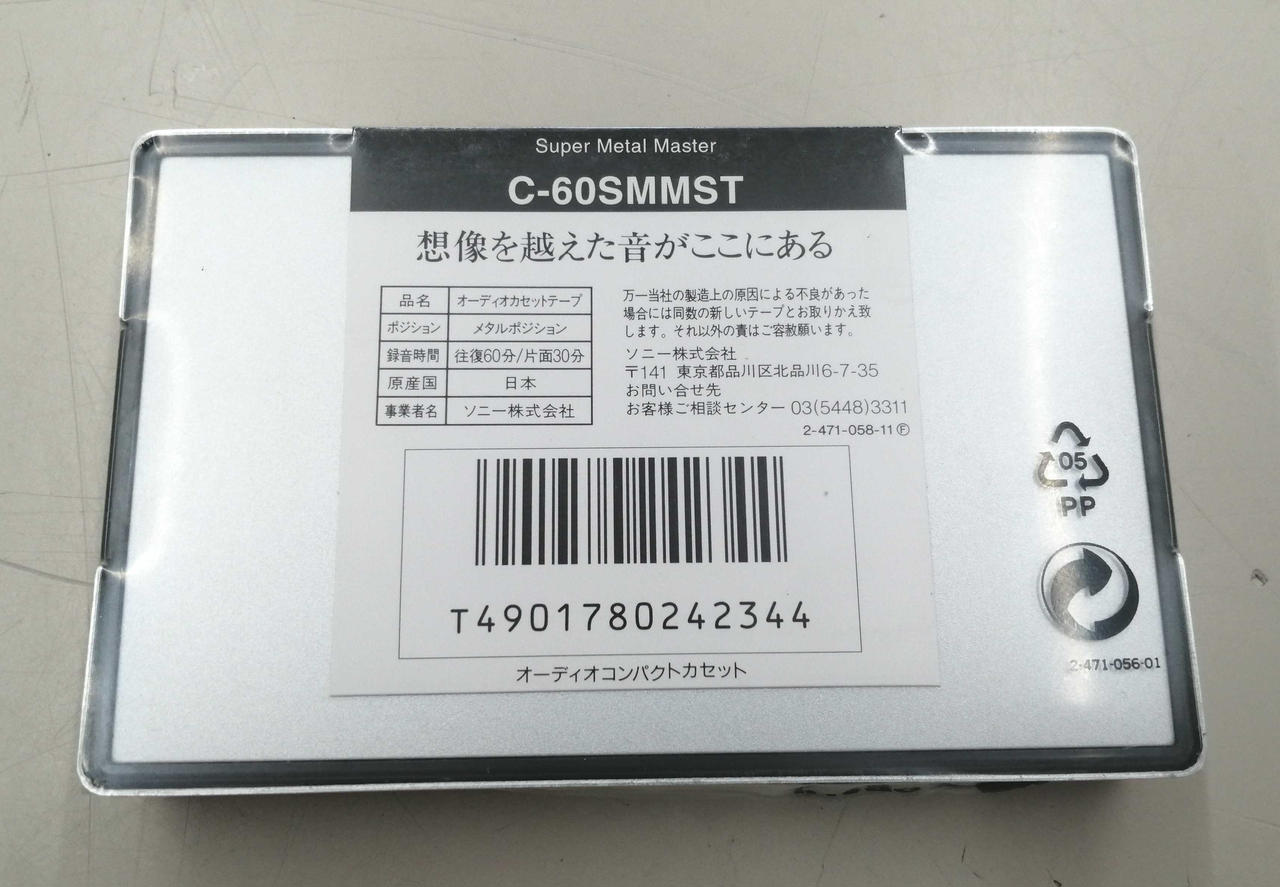 Super Metal Master
C-60SMMST
想像を越えた音がここにある
品名 オーディオカセットテープ
ポジション メタルポジション
録音時間 往復60分/片面30分
原産国 日本
事業者名 ソニー株式会社
万一当社の製造上の原因による不良があった
場合には同数の新しいテープとお取りかえ致
します。それ以外の責はご容赦願います。
ソニー株式会社
〒141 東京都品川区北品川6-7-35
お問い合せ先
お客様ご相談センター 03(5448)3311
2-471-058-11Ⓕ
T4901780242344
オーディオコンパクトカセット
05
PP
2-471-056-01